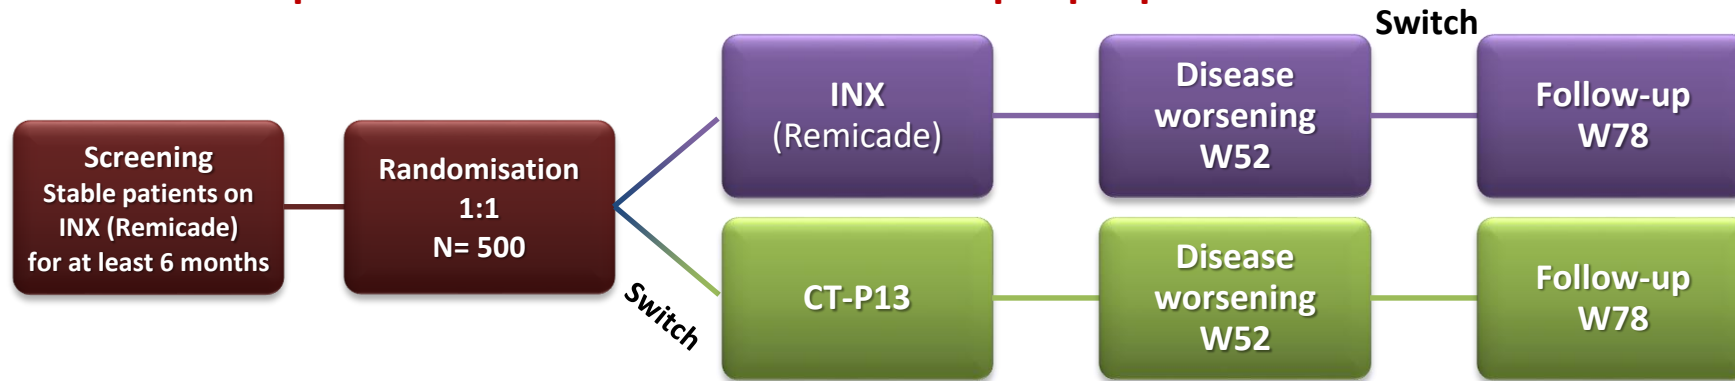 Screening
Stable patients on
INX (Remicade)
for at least 6 months
Randomisation
1:1
N= 500
Switch
INX
(Remicade)
Disease
worsening
W52
Switch
Follow-up
W78
CT-P13
Disease
worsening
W52
Follow-up
W78